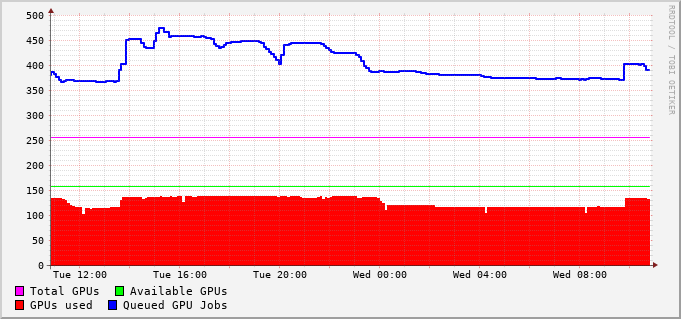 500
450
400
350
300
250
200
150
100
50
0
Tue 12:00 Tue 16:00 Tue 20:00 Wed 00:00 Wed 04:00 Wed 08:00
Total GPUs Available GPUs
GPUs used Queued GPU Jobs
RRDTOOL / TOBI OETIKER